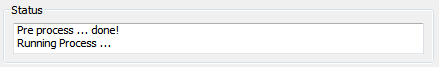 Status
Pre process ... done!
Running Process ...